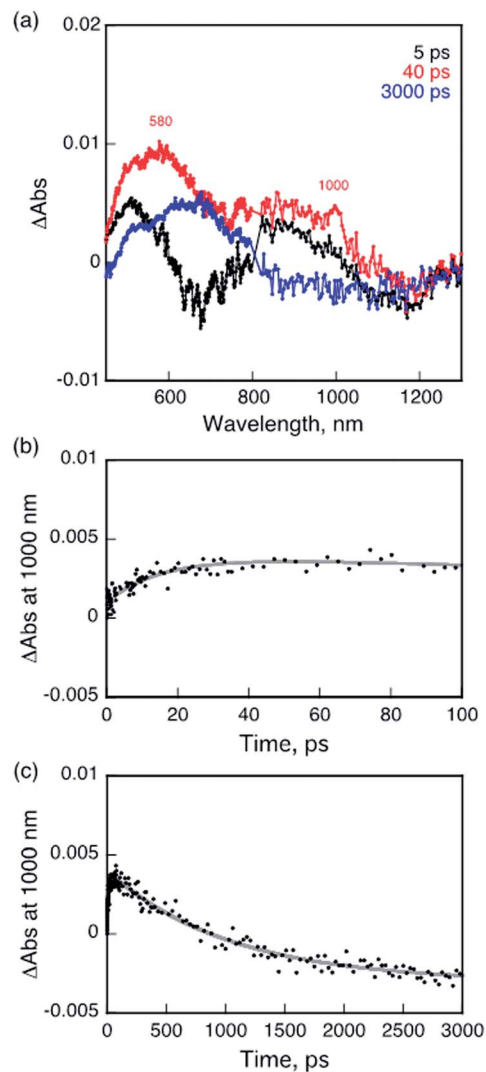 (a)
0.02
5 ps
40 ps
3000 ps
580
0.01
1000
ΔAbs
0
-0.01
600 800 1000 1200
Wavelength, nm
(b)
0.01
0.005
0
-0.005
ΔAbs at 1000 nm
0 20 40 60 80 100
Time, ps
(c)
0.01
0.005
0
-0.005
ΔAbs at 1000 nm
0 500 1000 1500 2000 2500 3000
Time, ps